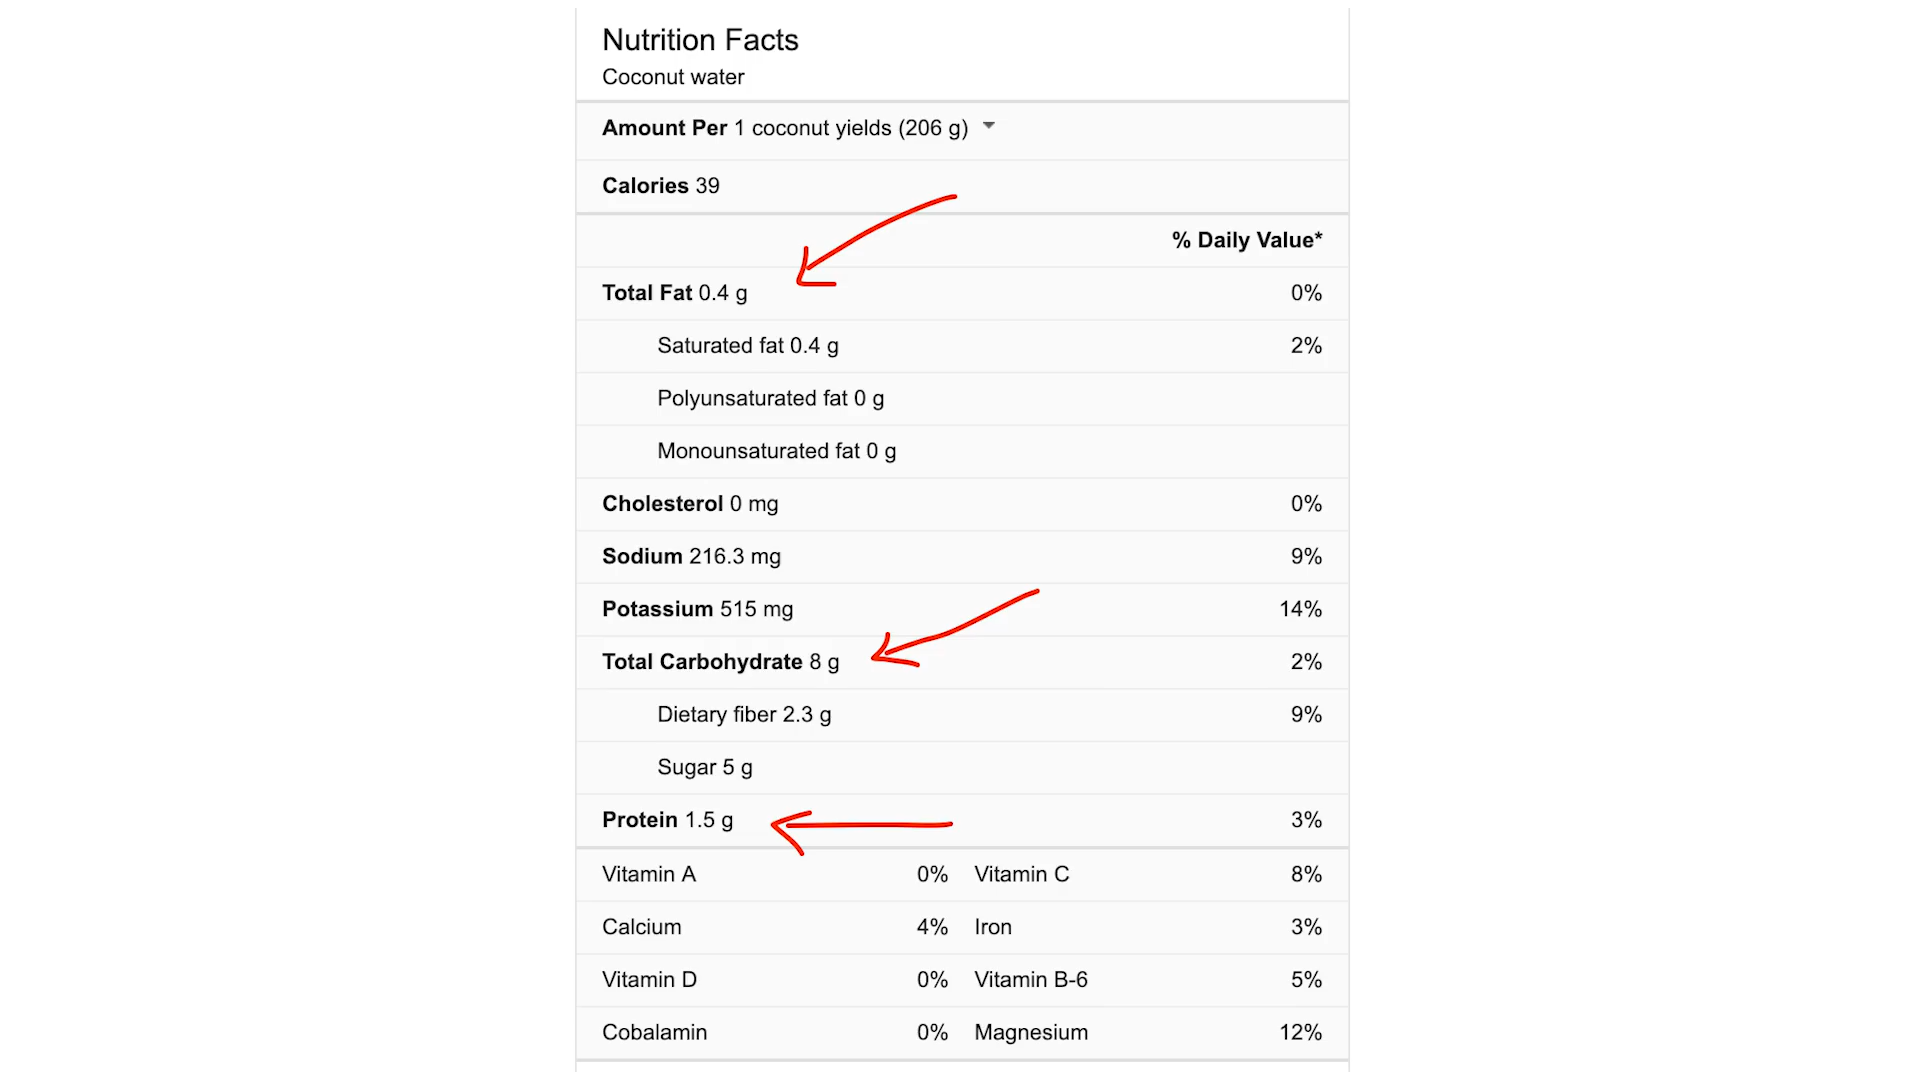 Nutrition Facts
Coconut water
Amount Per 1 coconut yields (206 g)
Calories 39
% Daily Value*
Total Fat 0.4 g 0%
Saturated fat 0.4 g 2%
Polyunsaturated fat 0 g
Monounsaturated fat 0 g
Cholesterol 0 mg 0%
Sodium 216.3 mg 9%
Potassium 515 mg 14%
Total Carbohydrate 8 g 2%
Dietary fiber 2.3 g 9%
Sugar 5 g
Protein 1.5 g 3%
Vitamin A 0% Vitamin C 8%
Calcium 4% Iron 3%
Vitamin D 0% Vitamin B-6 5%
Cobalamin 0% Magnesium 12%